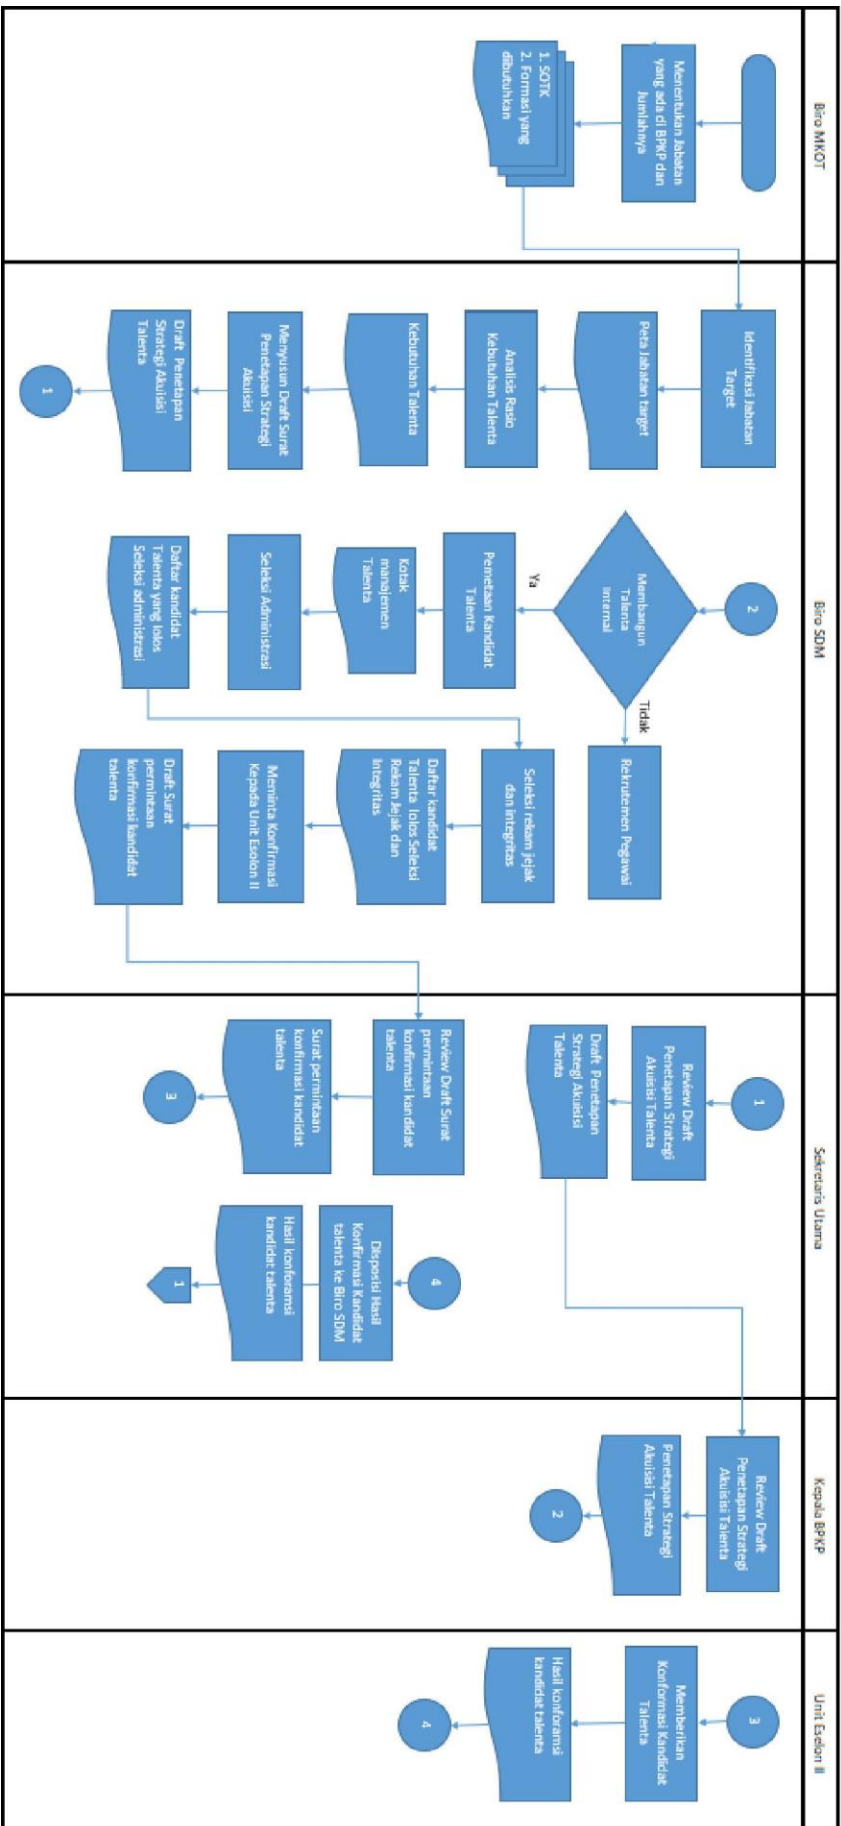 Biro MKOT
Menentukan Jabatan
yang ada di BPKP dan
Jumlahnya
1. SOTK
2. Formasi yang
dibutuhkan
Biro SDM
Identifikasi Jabatan
Target
Peta Jabatan target
Analisis Rasio
Kebutuhan Talenta
Kebutuhan Talenta
Menyusun Draft Surat
Penetapan Strategi
Akuisisi
Draft Penetapan
Strategi Akuisisi
Talenta
1
2
Membangun
Talenta
Internal
Ya
Tidak
Pemetaan Kandidat
Talenta
Kotak
manajemen
Talenta
Seleksi Administrasi
Daftar kandidat
Talenta yang lolos
Seleksi administrasi
Rekrutemen Pegawai
Seleksi rekam jejak
dan integritas
Daftar kandidat
Talenta lolos Seleksi
Rekam Jejak dan
Integritas
Meminta Konfirmasi
Kepada Unit Esolon II
Draft Surat
permintaan
konfirmasi kandidat
talenta
Sekretaris Utama
1
Review Draft
Penetapan Strategi
Akuisisi Talenta
Draft Penetapan
Strategi Akuisisi
Talenta
Review Draft Surat
permintaan
konfirmasi kandidat
talenta
Surat permintaan
konfirmasi kandidat
talenta
3
4
Disposisi Hasil
Konfirmasi Kandidat
talenta ke Biro SDM
Hasil konforamsi
kandidat talenta
1
Kepala BPKP
Review Draft
Penetapan Strategi
Akuisisi Talenta
Penetapan Strategi
Akuisisi Talenta
2
Unit Eselon II
3
Memberikan
Konformasi Kandidat
Talenta
Hasil konforamsi
kandidat talenta
4